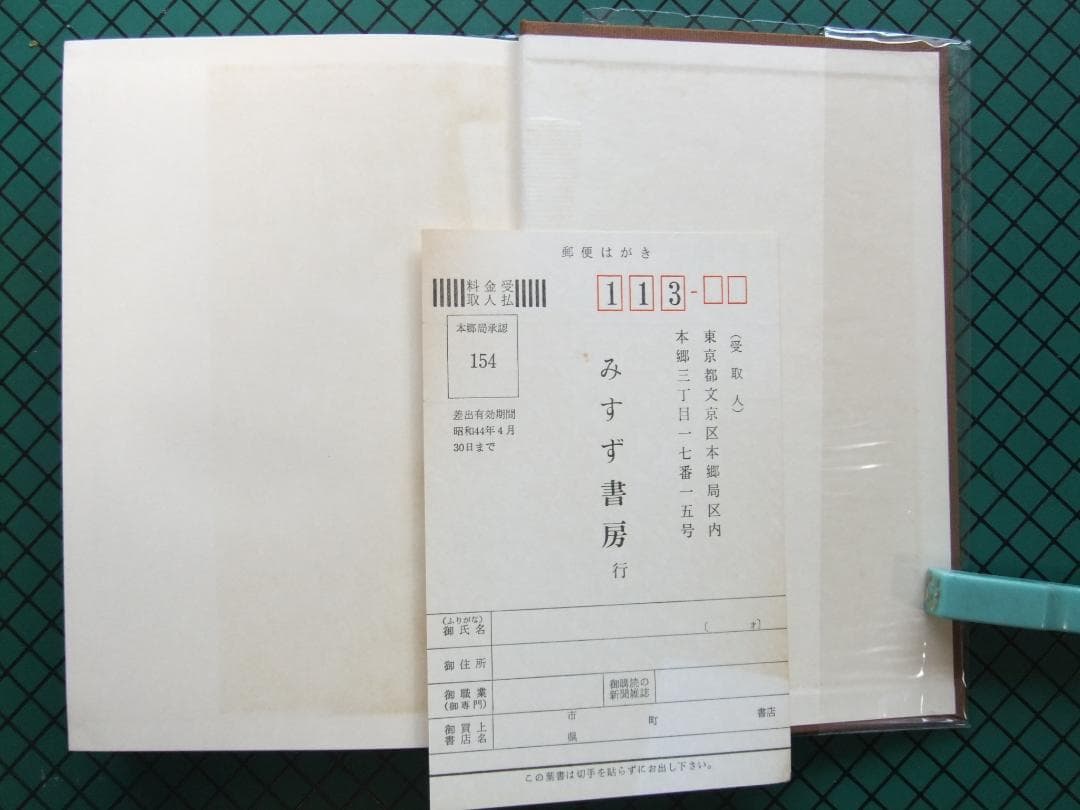 郵便はがき
料金受
取人払
113-
本郷局承認
154
差出有効期間
昭和44年4月
30日まで
(受取人)
東京都文京区本郷局区内
本郷三丁目一七番一五号
みすず書房行
(ふりがな)
御氏名
〔 才〕
御住所
御職業
(御専門)
御購読の
新聞雑誌
御買上
書店名
市 町 書店
県
この葉書は切手を貼らずにお出し下さい。